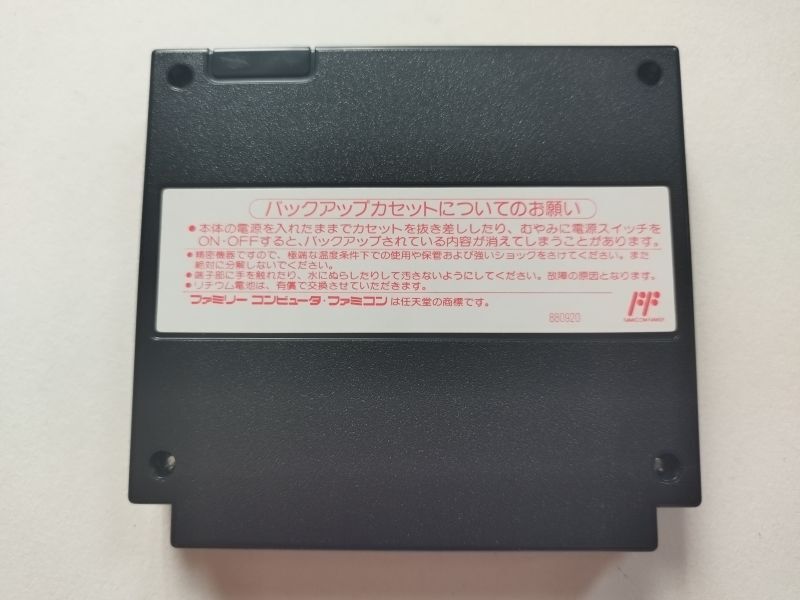 バックアップカセットについてのお願い
●本体の電源を入れたままでカセットを抜き差ししたり、むやみに電源スイッチを
ON・OFFすると、バックアップされている内容が消えてしまうことがあります。
●精密機器ですので、極端な温度条件下での使用や保管および強いショックをさけてください。また
絶対に分解しないでください。
●端子部に手を触れたり、水にぬらしたりして汚さないようにしてください。故障の原因となります。
●リチウム電池は、有償で交換させていただきます。
ファミリー コンピュータ・ファミコンは任天堂の商標です。
880920
FF
FAMICOM FAMILY